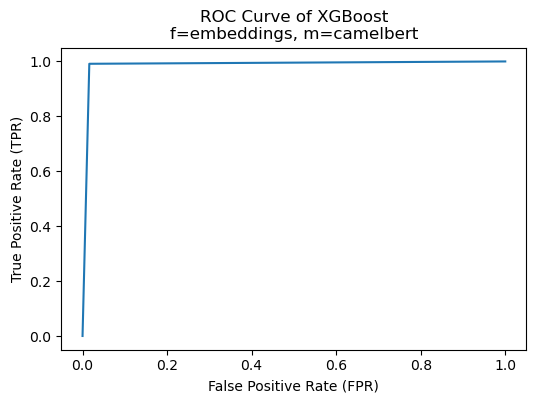 ROC Curve of XGBoost
f=embeddings, m=camelbert
True Positive Rate (TPR)
1.0
0.8
0.6
0.4
0.2
0.0
0.0 0.2 0.4 0.6 0.8 1.0
False Positive Rate (FPR)